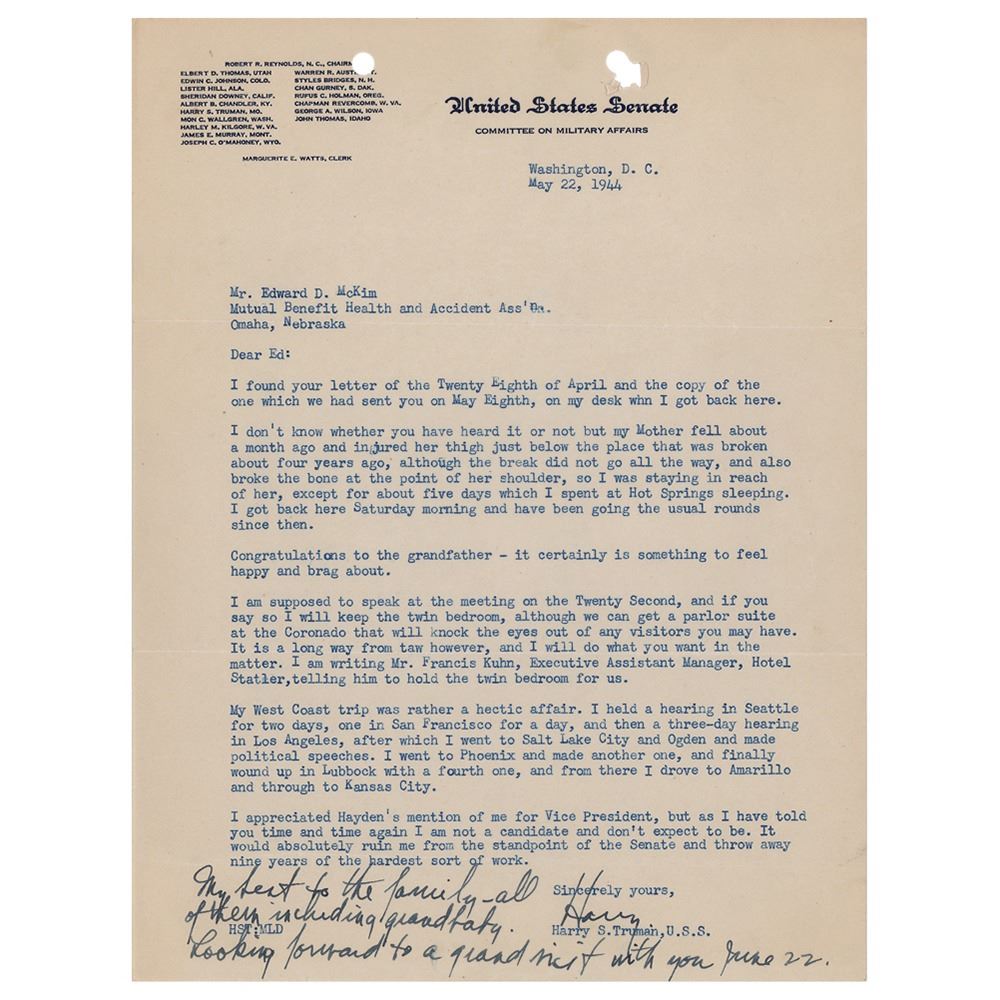 ROBERT R. REYNOLDS, N. C., CHAIRM
ELBERT D. THOMAS, UTAH
EDWIN C. JOHNSON, COLO.
LISTER HILL, ALA.
SHERIDAN DOWNEY, CALIF.
ALBERT B. CHANDLER, KY.
HARRY S. TRUMAN, MO.
MON C. WALLGREN, WASH.
HARLEY M. KILGORE, W. VA.
JAMES E. MURRAY, MONT.
JOSEPH C. O'MAHONEY, WYO.
WARREN R. AUST
STYLES BRIDGES, N. H.
CHAN GURNEY, S. DAK.
RUFUS C. HOLMAN, OREG.
CHAPMAN REVERCOMB, W. VA.
GEORGE A. WILSON, IOWA
JOHN THOMAS, IDAHO
MARGUERITE E. WATTS, CLERK
United States Senate
COMMITTEE ON MILITARY AFFAIRS
Washington, D. C.
May 22, 1944
Mr. Edward D. McKim
Mutual Benefit Health and Accident Ass'n.
Omaha, Nebraska
Dear Ed:
I found your letter of the Twenty Eighth of April and the copy of the
one which we had sent you on May Eighth, on my desk whn I got back here.
I don't know whether you have heard it or not but my Mother fell about
a month ago and injured her thigh just below the place that was broken
about four years ago, although the break did not go all the way, and also
broke the bone at the point of her shoulder, so I was staying in reach
of her, except for about five days which I spent at Hot Springs sleeping.
I got back here Saturday morning and have been going the usual rounds
since then.
Congratulations to the grandfather - it certainly is something to feel
happy and brag about.
I am supposed to speak at the meeting on the Twenty Second, and if you
say so I will keep the twin bedroom, although we can get a parlor suite
at the Coronado that will knock the eyes out of any visitors you may have.
It is a long way from taw however, and I will do what you want in the
matter. I am writing Mr. Francis Kuhn, Executive Assistant Manager, Hotel
Statler,telling him to hold the twin bedroom for us.
My West Coast trip was rather a hectic affair. I held a hearing in Seattle
for two days, one in San Francisco for a day, and then a three-day hearing
in Los Angeles, after which I went to Salt Lake City and Ogden and made
political speeches. I went to Phoenix and made another one, and finally
wound up in Lubbock with a fourth one, and from there I drove to Amarillo
and through to Kansas City.
I appreciated Hayden's mention of me for Vice President, but as I have told
you time and time again I am not a candidate and don't expect to be. It
would absolutely ruin me from the standpoint of the Senate and throw away
nine years of the hardest sort of work.
Sincerely yours,
Harry
Harry S.Truman,U.S.S.
HST:MLD
My best to the family-all
of them including grandbaby.
Looking forward to a grand visit with you June 22.